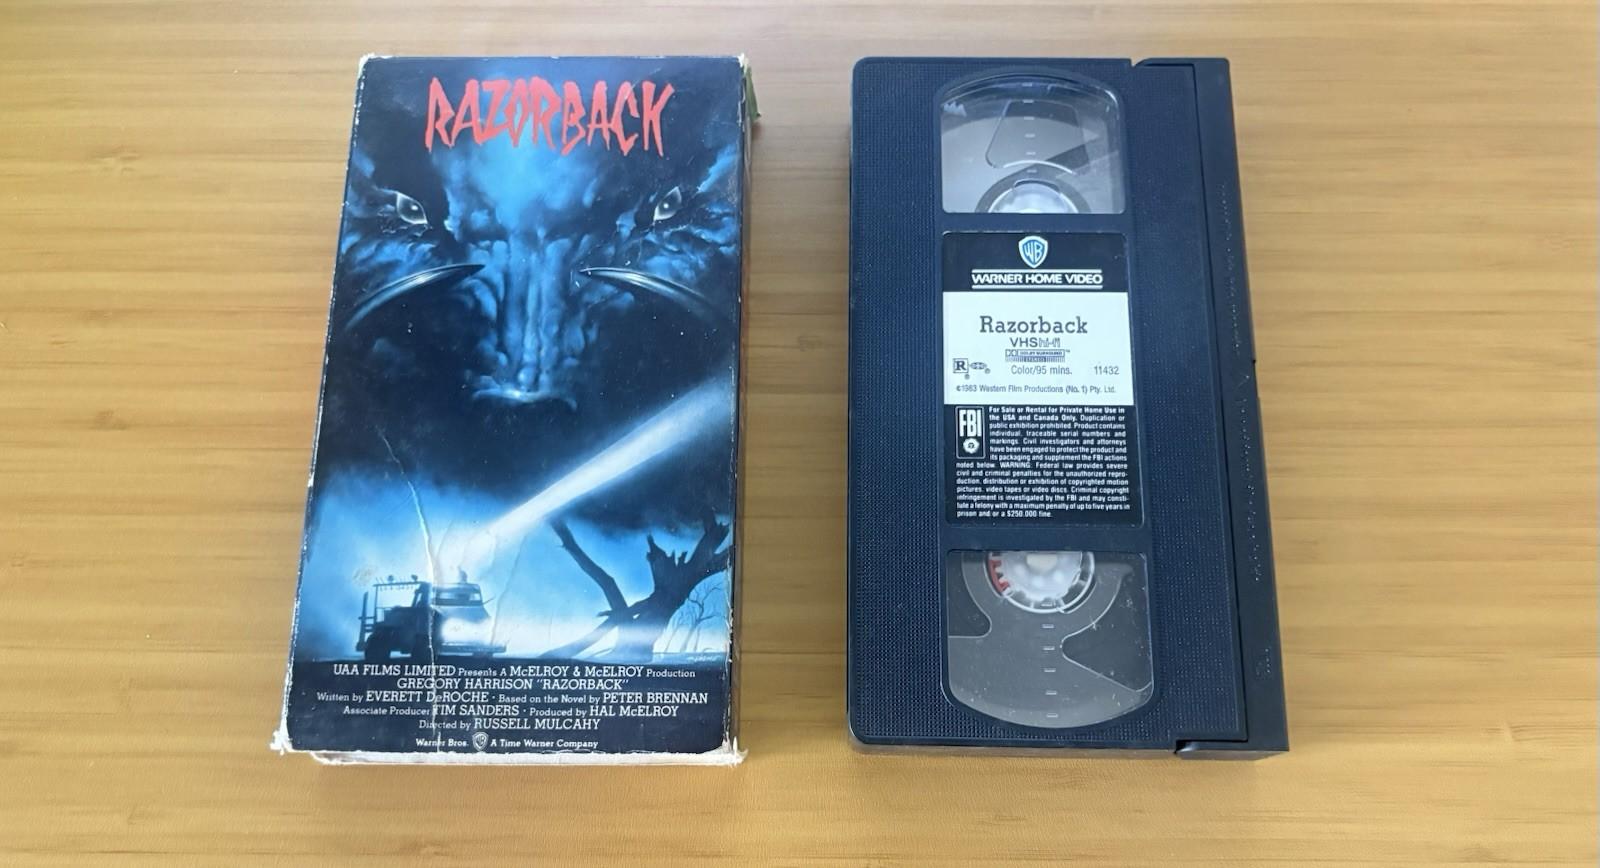 RAZORBACK
UAA FILMS LIMITED Presents A McELROY & McELROY Production
GREGORY HARRISON "RAZORBACK"
Written by EVERETT DeROCHE · Based on the Novel by PETER BRENNAN
Associate Producer TIM SANDERS · Produced by HAL McELROY
Directed by RUSSELL MULCAHY
Warner Bros. WB A Time Warner Company
WB
WARNER HOME VIDEO
Razorback
VHS hi-fi
DOLBY SURROUND
R Color/95 mins. 11432
©1983 Western Film Productions (No. 1) Pty. Ltd.
FBI
For Sale or Rental for Private Home Use in
the USA and Canada Only. Duplication or
public exhibition prohibited. Product contains
individual, traceable serial numbers and
markings. Civil investigators and attorneys
have been engaged to protect the product and
its packaging and supplement the FBI actions
noted below. WARNING: Federal law provides severe
civil and criminal penalties for the unauthorized repro-
duction, distribution or exhibition of copyrighted motion
pictures, video tapes or video discs. Criminal copyright
infringement is investigated by the FBI and may consti-
tute a felony with a maximum penalty of up to five years in
prison and or a $250,000 fine.